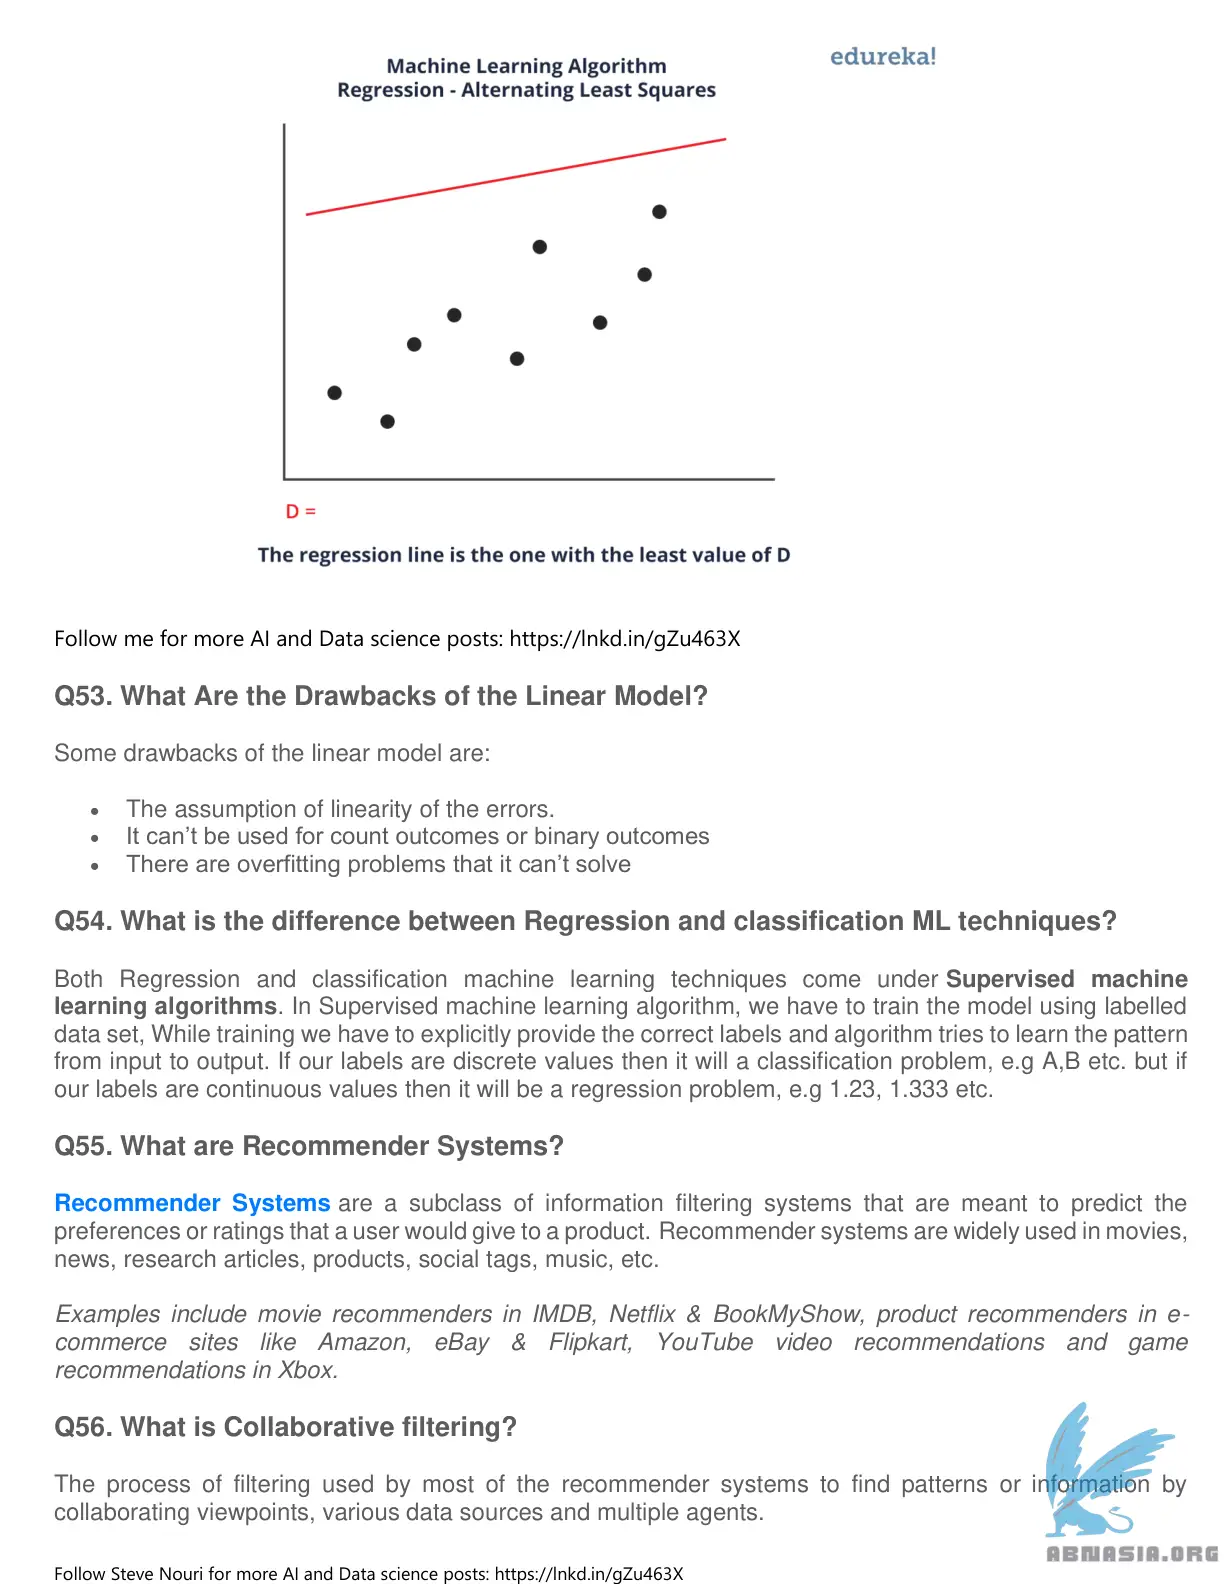 edureka!
Machine Learning Algorithm
Regression - Alternating Least Squares
D =
The regression line is the one with the least value of D
Follow me for more AI and Data science posts: https://lnkd.in/gZu463X
Q53. What Are the Drawbacks of the Linear Model?
Some drawbacks of the linear model are:
• The assumption of linearity of the errors.
• It can’t be used for count outcomes or binary outcomes
• There are overfitting problems that it can’t solve
Q54. What is the difference between Regression and classification ML techniques?
Both Regression and classification machine learning techniques come under Supervised machine
learning algorithms. In Supervised machine learning algorithm, we have to train the model using labelled
data set, While training we have to explicitly provide the correct labels and algorithm tries to learn the pattern
from input to output. If our labels are discrete values then it will a classification problem, e.g A,B etc. but if
our labels are continuous values then it will be a regression problem, e.g 1.23, 1.333 etc.
Q55. What are Recommender Systems?
Recommender Systems are a subclass of information filtering systems that are meant to predict the
preferences or ratings that a user would give to a product. Recommender systems are widely used in movies,
news, research articles, products, social tags, music, etc.
Examples include movie recommenders in IMDB, Netflix & BookMyShow, product recommenders in e-
commerce sites like Amazon, eBay & Flipkart, YouTube video recommendations and game
recommendations in Xbox.
Q56. What is Collaborative filtering?
The process of filtering used by most of the recommender systems to find patterns or information by
collaborating viewpoints, various data sources and multiple agents.
ABNASIA.ORG
Follow Steve Nouri for more AI and Data science posts: https://lnkd.in/gZu463X